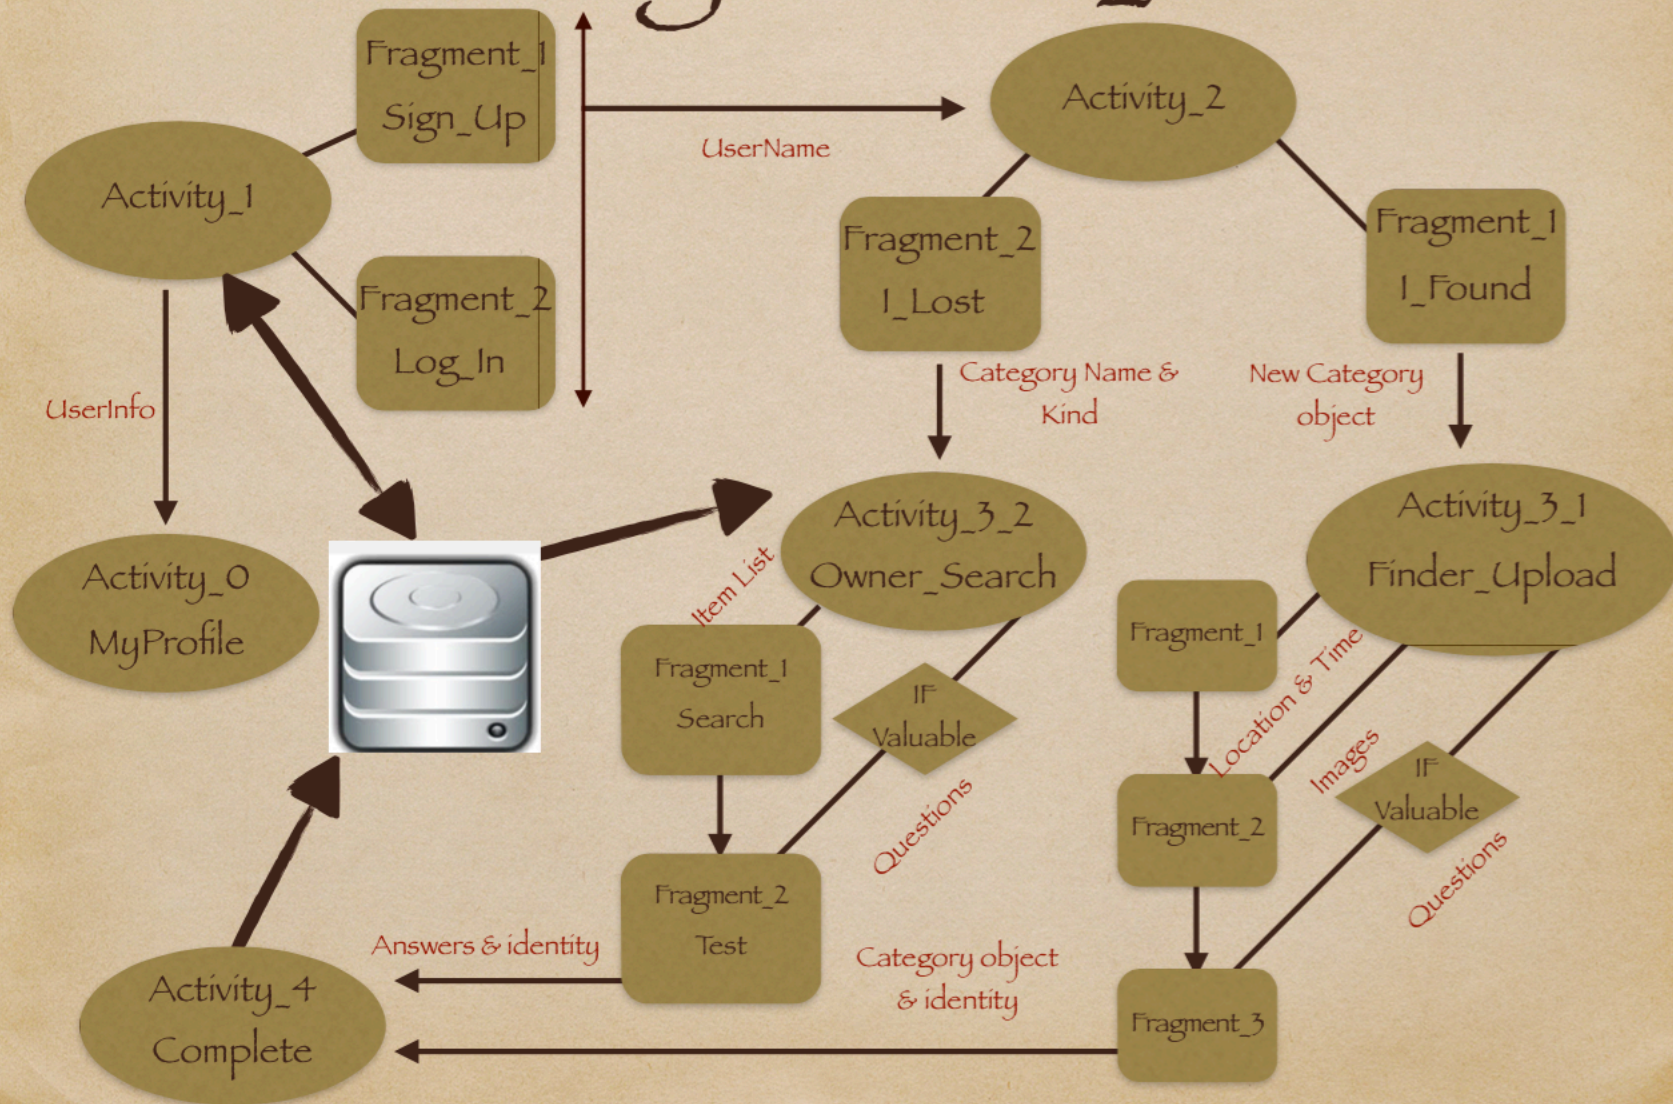 Fragment_1
Sign_Up
Activity_2
Activity_1
UserName
Fragment_2
I_Lost
Fragment_1
I_Found
Fragment_2
Log_In
UserInfo
Category Name &
Kind
New Category
object
Activity_0
MyProfile
Activity_3_2
Owner_Search
Activity_3_1
Finder_Upload
Item List
Fragment_1
Search
IF
Valuable
Questions
Fragment_1
Location & Time
Fragment_2
Images
IF
Valuable
Questions
Fragment_2
Test
Answers & identity
Category object
& identity
Fragment_3
Activity_4
Complete